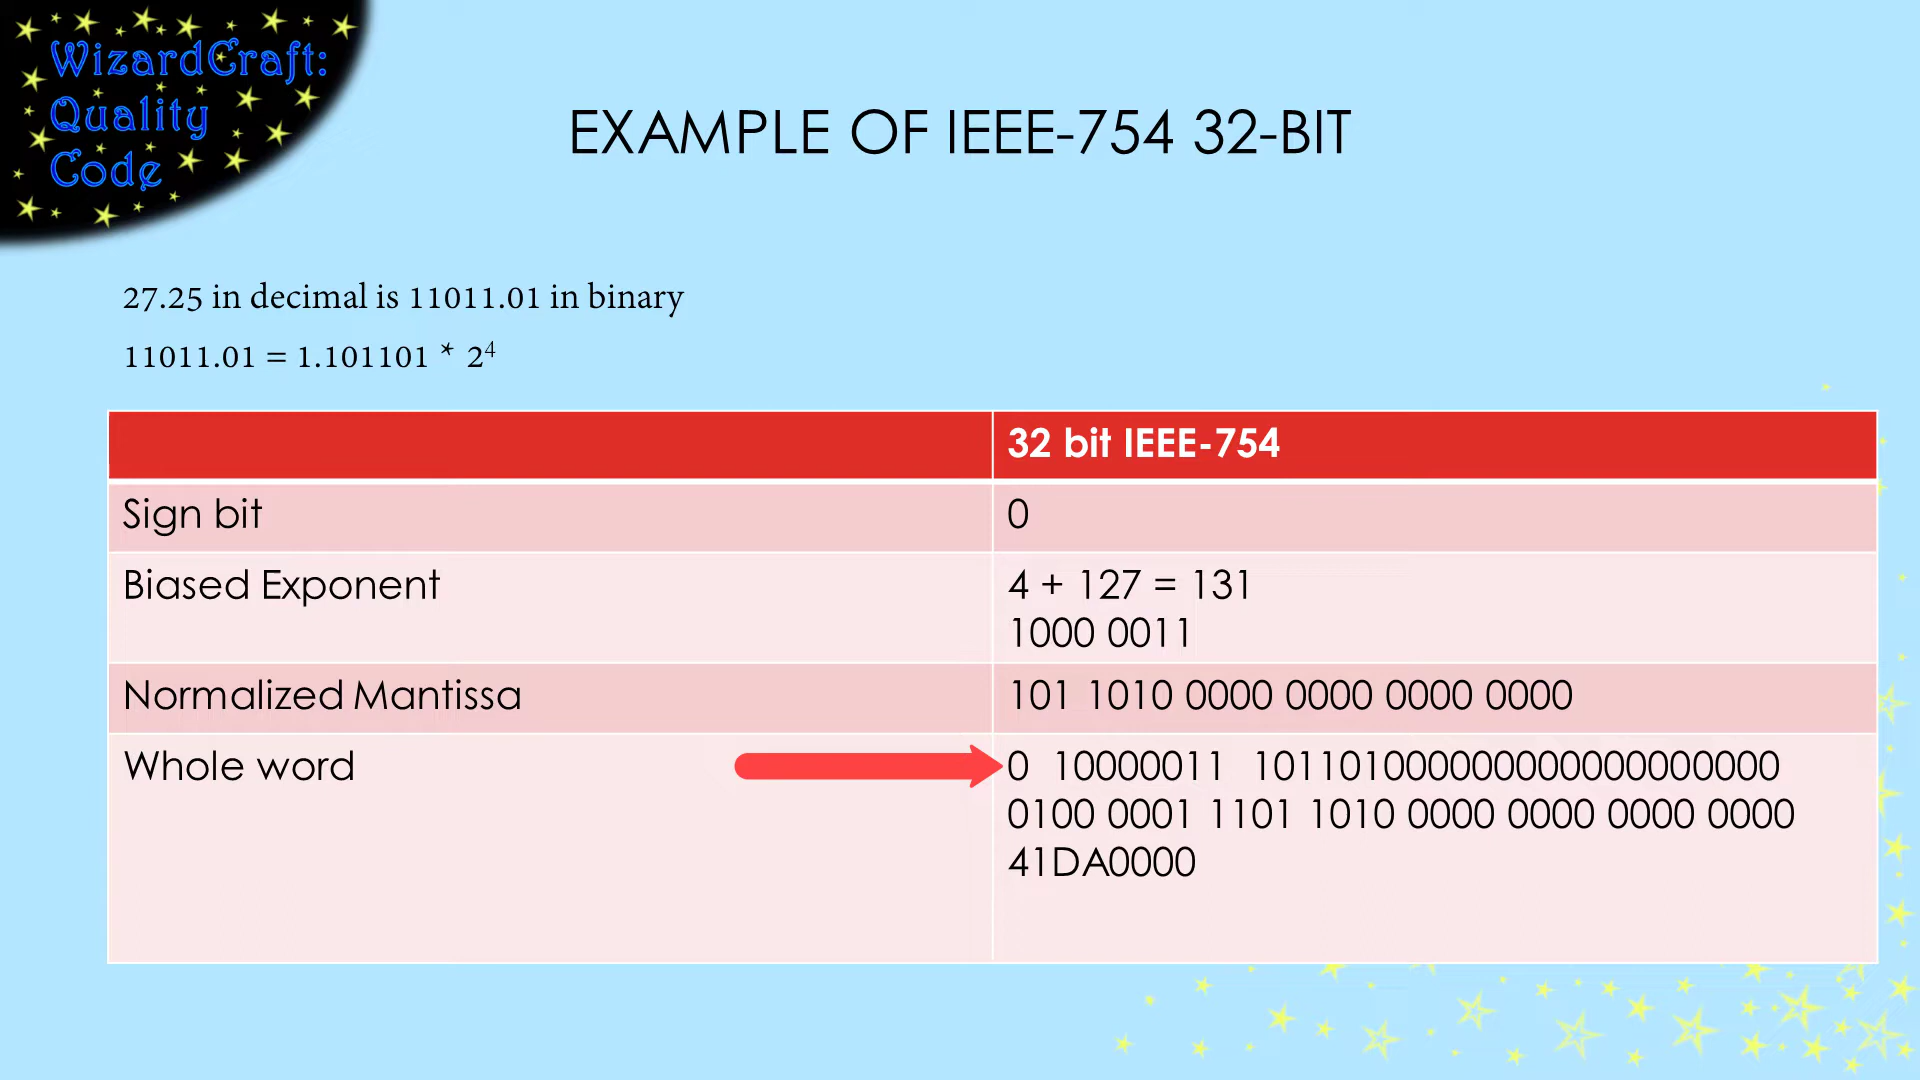 WizardCraft:
Quality
Code
EXAMPLE OF IEEE-754 32-BIT
27.25 in decimal is 11011.01 in binary
11011.01 = 1.101101 * 2⁴
32 bit IEEE-754
Sign bit
0
Biased Exponent
4 + 127 = 131
1000 0011
Normalized Mantissa
101 1010 0000 0000 0000 0000
Whole word
0 10000011 10110100000000000000000
0100 0001 1101 1010 0000 0000 0000 0000
41DA0000